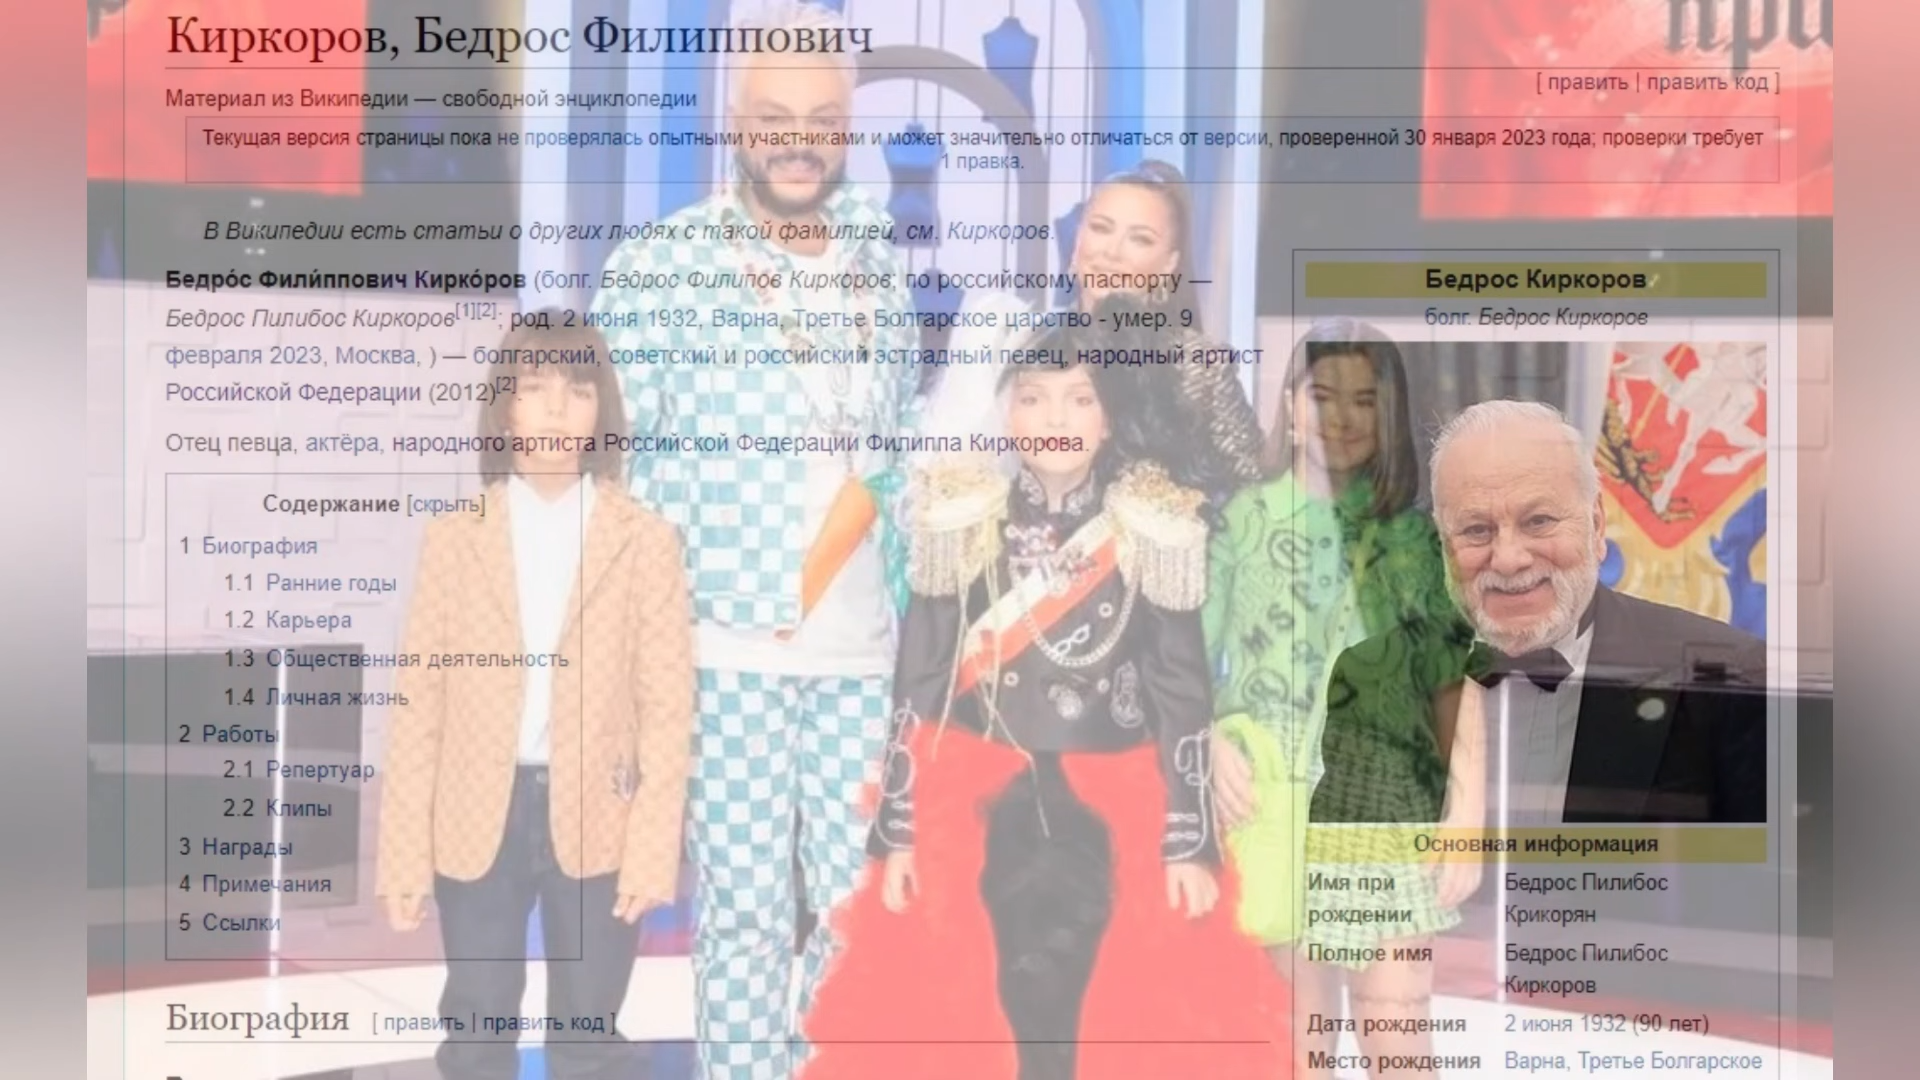 Киркоров, Бедрос Филиппович
[ править | править код ]
Материал из Википедии — свободной энциклопедии
Текущая версия страницы пока не проверялась опытными участниками и может значительно отличаться от версии, проверенной 30 января 2023 года; проверки требует
1 правка.
В Википедии есть статьи о других людях с такой фамилией, см. Киркоров.
Бедро́с Фили́ппович Кирко́ров (болг. Бедрос Филипов Киркоров; по российскому паспорту —
Бедрос Пилибос Киркоров[1][2]; род. 2 июня 1932, Варна, Третье Болгарское царство - умер. 9
февраля 2023, Москва, ) — болгарский, советский и российский эстрадный певец, народный артист
Российской Федерации (2012)[2].
Отец певца, актёра, народного артиста Российской Федерации Филиппа Киркорова.
Содержание [скрыть]
1 Биография
1.1 Ранние годы
1.2 Карьера
1.3 Общественная деятельность
1.4 Личная жизнь
2 Работы
2.1 Репертуар
2.2 Клипы
3 Награды
4 Примечания
5 Ссылки
Биография [ править | править код ]
Бедрос Киркоров
болг. Бедрос Киркоров
Основная информация
Имя при Бедрос Пилибос
рождении Крикорян
Полное имя Бедрос Пилибос
Киркоров
Дата рождения 2 июня 1932 (90 лет)
Место рождения Варна, Третье Болгарское